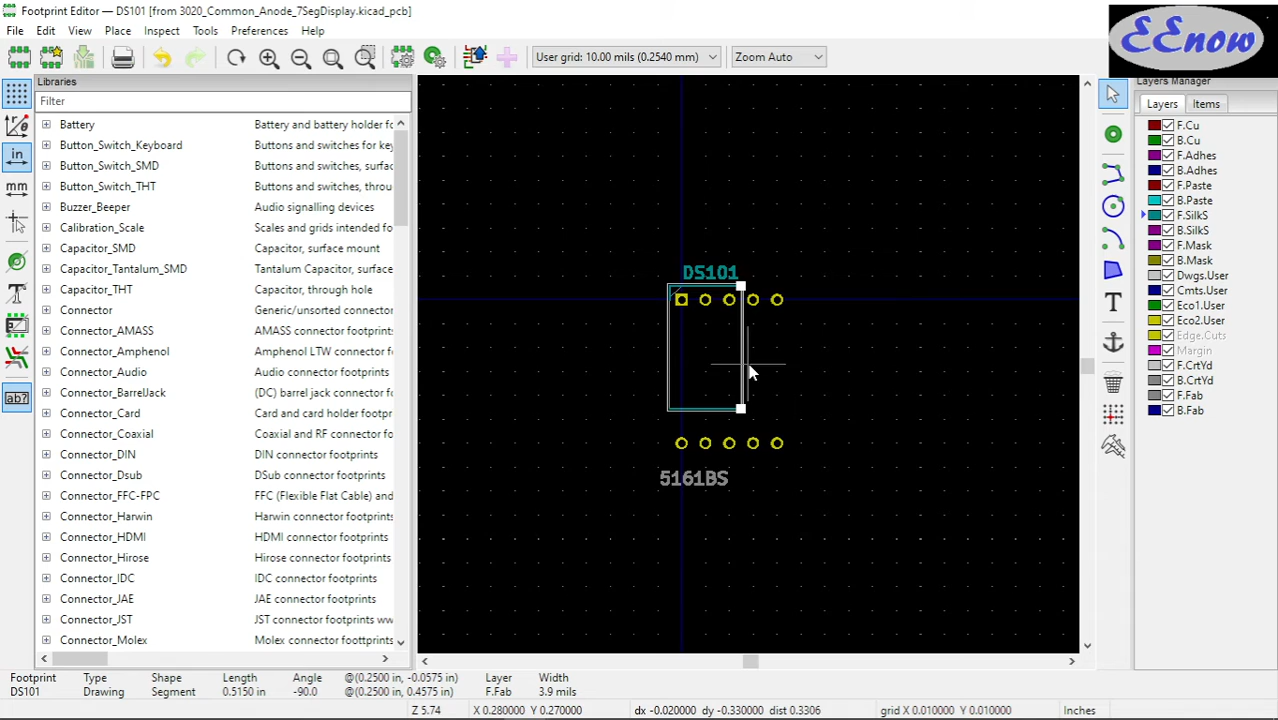 Footprint Editor — DS101 [from 3020_Common_Anode_7SegDisplay.kicad_pcb]
EEnow
File Edit View Place Inspect Tools Preferences Help
User grid: 10.00 mils (0.2540 mm) Zoom Auto
Libraries
Filter
Battery Battery and battery holder fo
Button_Switch_Keyboard Buttons and switches for key
Button_Switch_SMD Buttons and switches, surfac
Button_Switch_THT Buttons and switches, throu
Buzzer_Beeper Audio signalling devices
Calibration_Scale Scales and grids intended fo
Capacitor_SMD Capacitor, surface mount
Capacitor_Tantalum_SMD Tantalum Capacitor, surface
Capacitor_THT Capacitor, through hole
Connector Generic/unsorted connector
Connector_AMASS AMASS connector footprints
Connector_Amphenol Amphenol LTW connector fo
Connector_Audio Audio connector footprints
Connector_BarrelJack (DC) barrel jack connector fo
Connector_Card Card and card holder footpr
Connector_Coaxial Coaxial and RF connector fo
Connector_DIN DIN connector footprints
Connector_Dsub DSub connector footprints
Connector_FFC-FPC FFC (Flexible Flat Cable) and
Connector_Harwin Harwin connector footprints
Connector_HDMI HDMI connector footprints
Connector_Hirose Hirose connector footprints
Connector_IDC IDC connector footprints
Connector_JAE JAE connector footprints
Connector_JST JST connector footprints ww
Connector_Molex Molex connector foottprints
in
mm
ab?
DS101
5161BS
Layers Manager
Layers Items
F.Cu
B.Cu
F.Adhes
B.Adhes
F.Paste
B.Paste
F.SilkS
B.SilkS
F.Mask
B.Mask
Dwgs.User
Eco1.User
Eco2.User
Edge.Cuts
Margin
F.CrtYd
B.CrtYd
F.Fab
B.Fab
Footprint Type Shape Length Angle @(0.2500 in, -0.0575 in) Layer Width
DS101 Drawing Segment 0.5150 in -90.0 @(0.2500 in, 0.4575 in) F.Fab 3.9 mils
Z 5.74 X 0.280000 Y 0.270000 dx -0.020000 dy -0.330000 dist 0.3306 grid X 0.010000 Y 0.010000 Inches